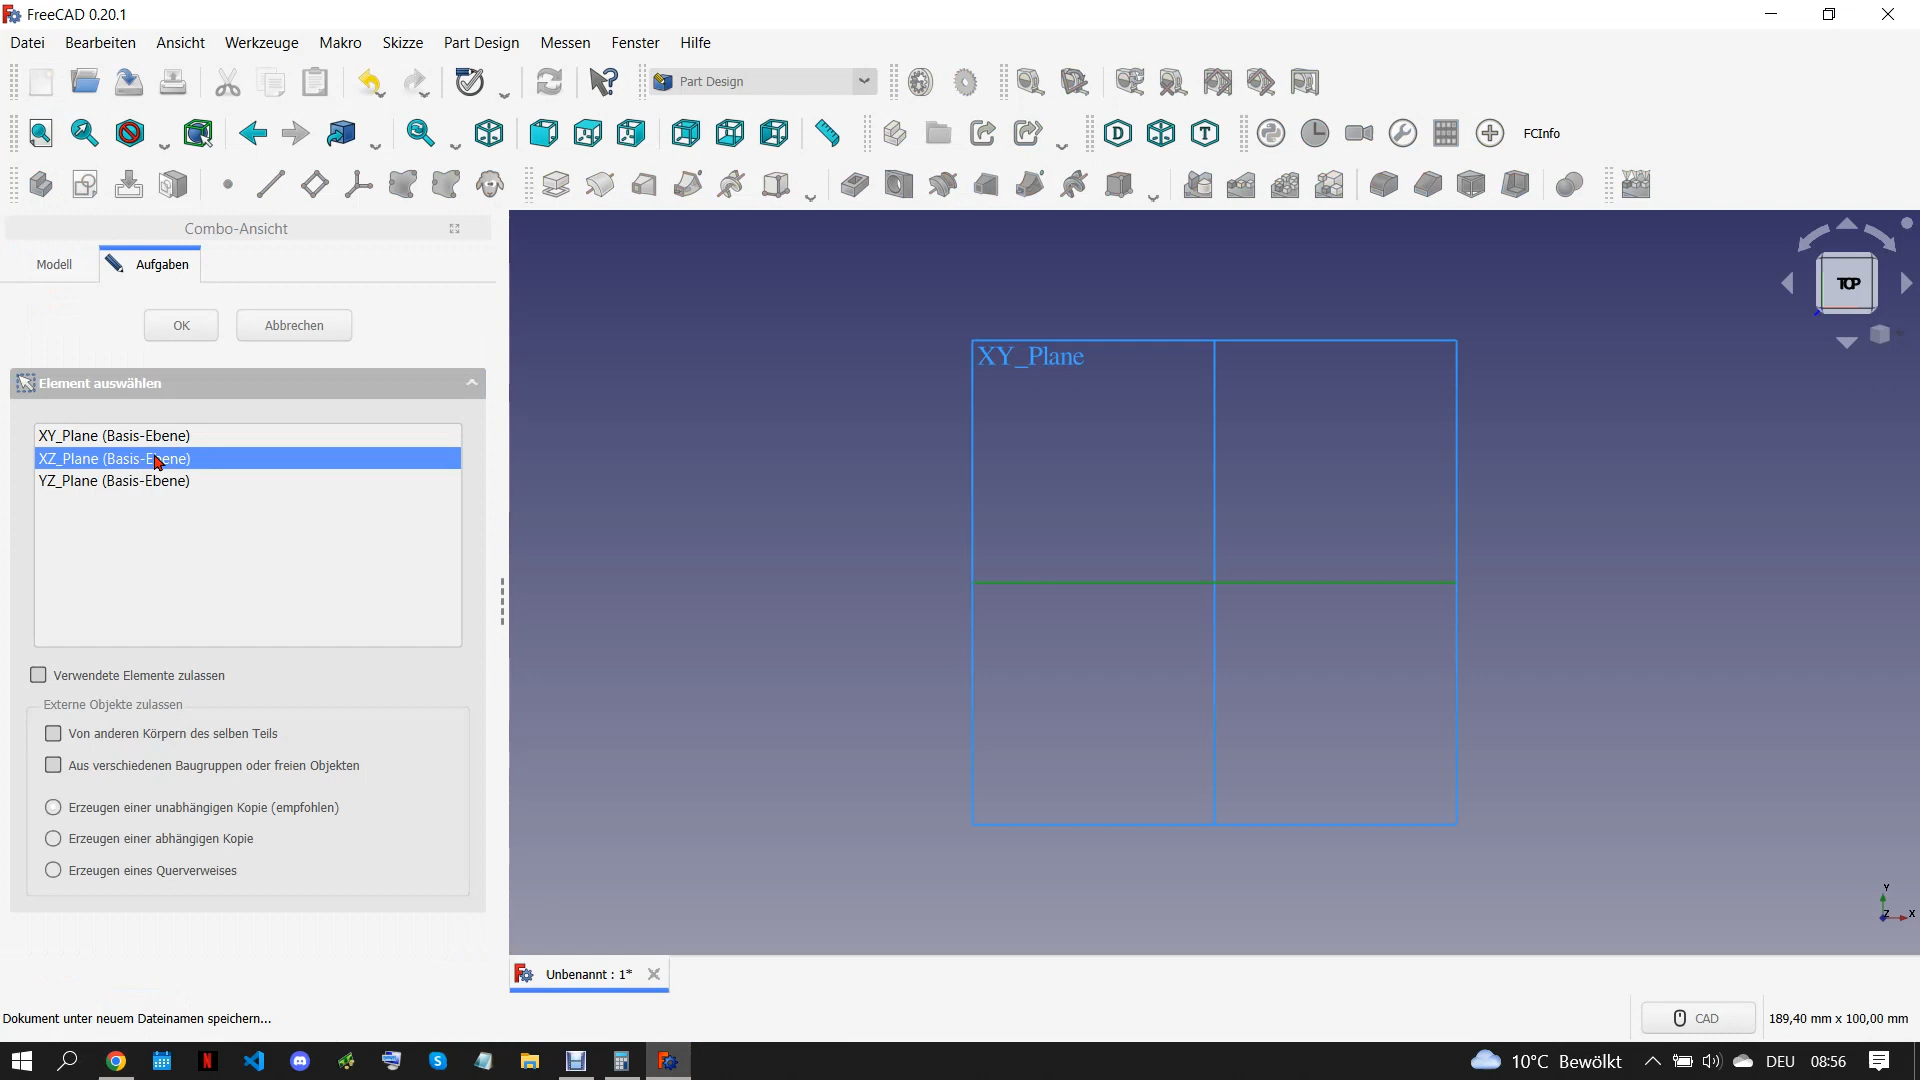 FreeCAD 0.20.1
Datei Bearbeiten Ansicht Werkzeuge Makro Skizze Part Design Messen Fenster Hilfe
Part Design
D T FCInfo
Combo-Ansicht
Modell Aufgaben
OK Abbrechen
Element auswählen
XY_Plane (Basis-Ebene)
XZ_Plane (Basis-Ebene)
YZ_Plane (Basis-Ebene)
Verwendete Elemente zulassen
Externe Objekte zulassen
Von anderen Körpern des selben Teils
Aus verschiedenen Baugruppen oder freien Objekten
Erzeugen einer unabhängigen Kopie (empfohlen)
Erzeugen einer abhängigen Kopie
Erzeugen eines Querverweises
XY_Plane
TOP
Y
Z X
Unbenannt : 1*
Dokument unter neuem Dateinamen speichern...
CAD 189,40 mm x 100,00 mm
10°C Bewölkt DEU 08:56